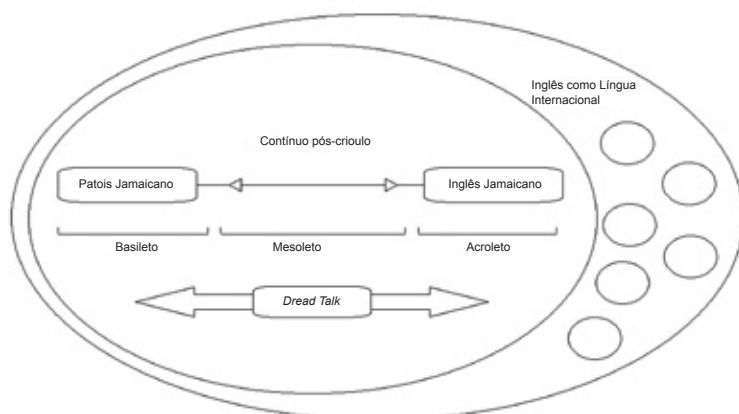 Inglês como Língua
Internacional
Contínuo pós-crioulo
Patois Jamaicano
Inglês Jamaicano
Basileto
Mesoleto
Acroleto
Dread Talk